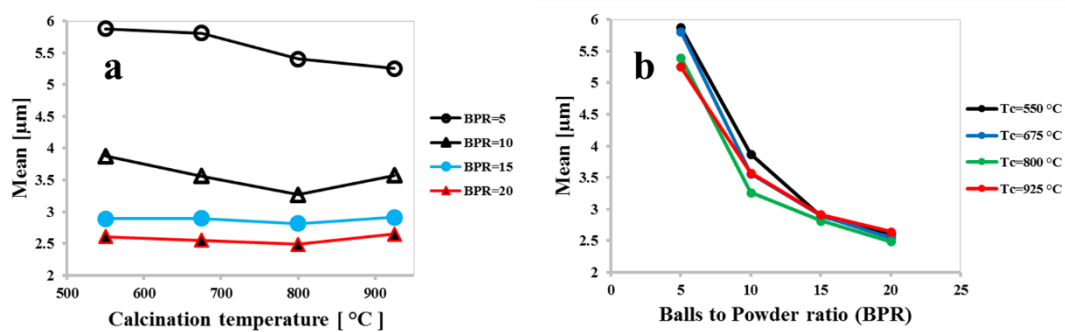 a
Mean [µm]
6
5.5
5
4.5
4
3.5
3
2.5
2
500 600 700 800 900
Calcination temperature [ °C]
BPR=5
BPR=10
BPR=15
BPR=20
b
Mean [µm]
6
5.5
5
4.5
4
3.5
3
2.5
2
0 5 10 15 20 25
Balls to Powder ratio (BPR)
Tc=550 °C
Tc=675 °C
Tc=800 °C
Tc=925 °C